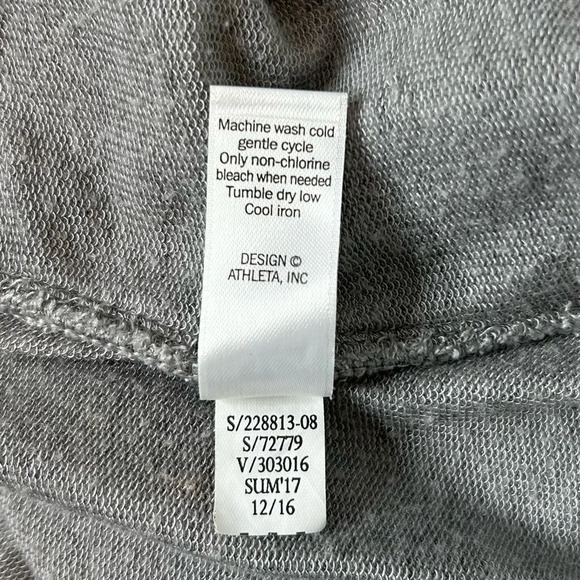 Machine wash cold
gentle cycle
Only non-chlorine
bleach when needed
Tumble dry low
Cool iron
DESIGN ©
ATHLETA, INC
S/228813-08
S/72779
V/303016
SUM'17
12/16